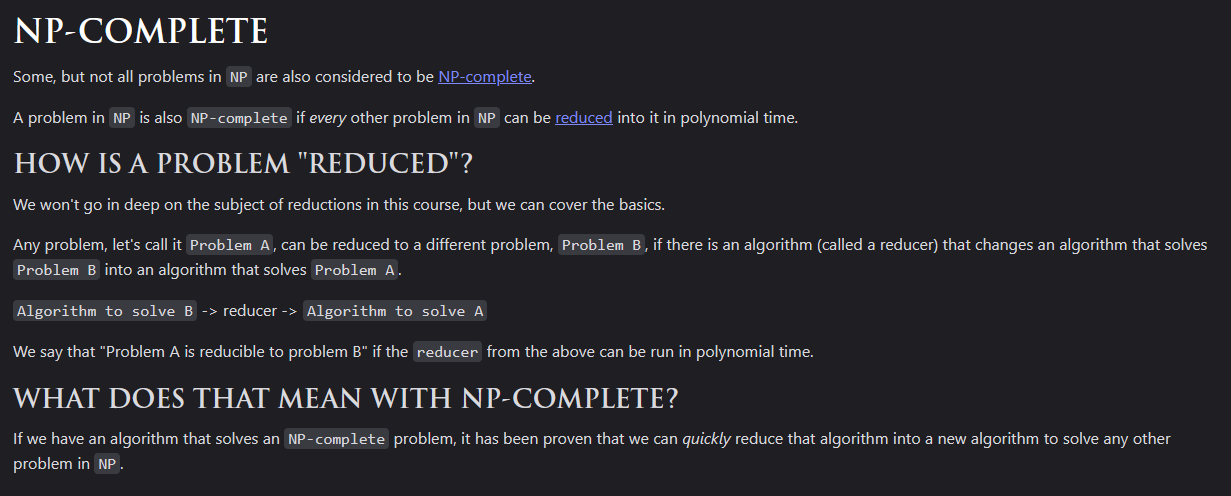 NP-COMPLETE
Some, but not all problems in NP are also considered to be NP-complete.
A problem in NP is also NP-complete if every other problem in NP can be reduced into it in polynomial time.
HOW IS A PROBLEM "REDUCED"?
We won't go in deep on the subject of reductions in this course, but we can cover the basics.
Any problem, let's call it Problem A, can be reduced to a different problem, Problem B, if there is an algorithm (called a reducer) that changes an algorithm that solves
Problem B into an algorithm that solves Problem A.
Algorithm to solve B -> reducer -> Algorithm to solve A
We say that "Problem A is reducible to problem B" if the reducer from the above can be run in polynomial time.
WHAT DOES THAT MEAN WITH NP-COMPLETE?
If we have an algorithm that solves an NP-complete problem, it has been proven that we can quickly reduce that algorithm into a new algorithm to solve any other
problem in NP.